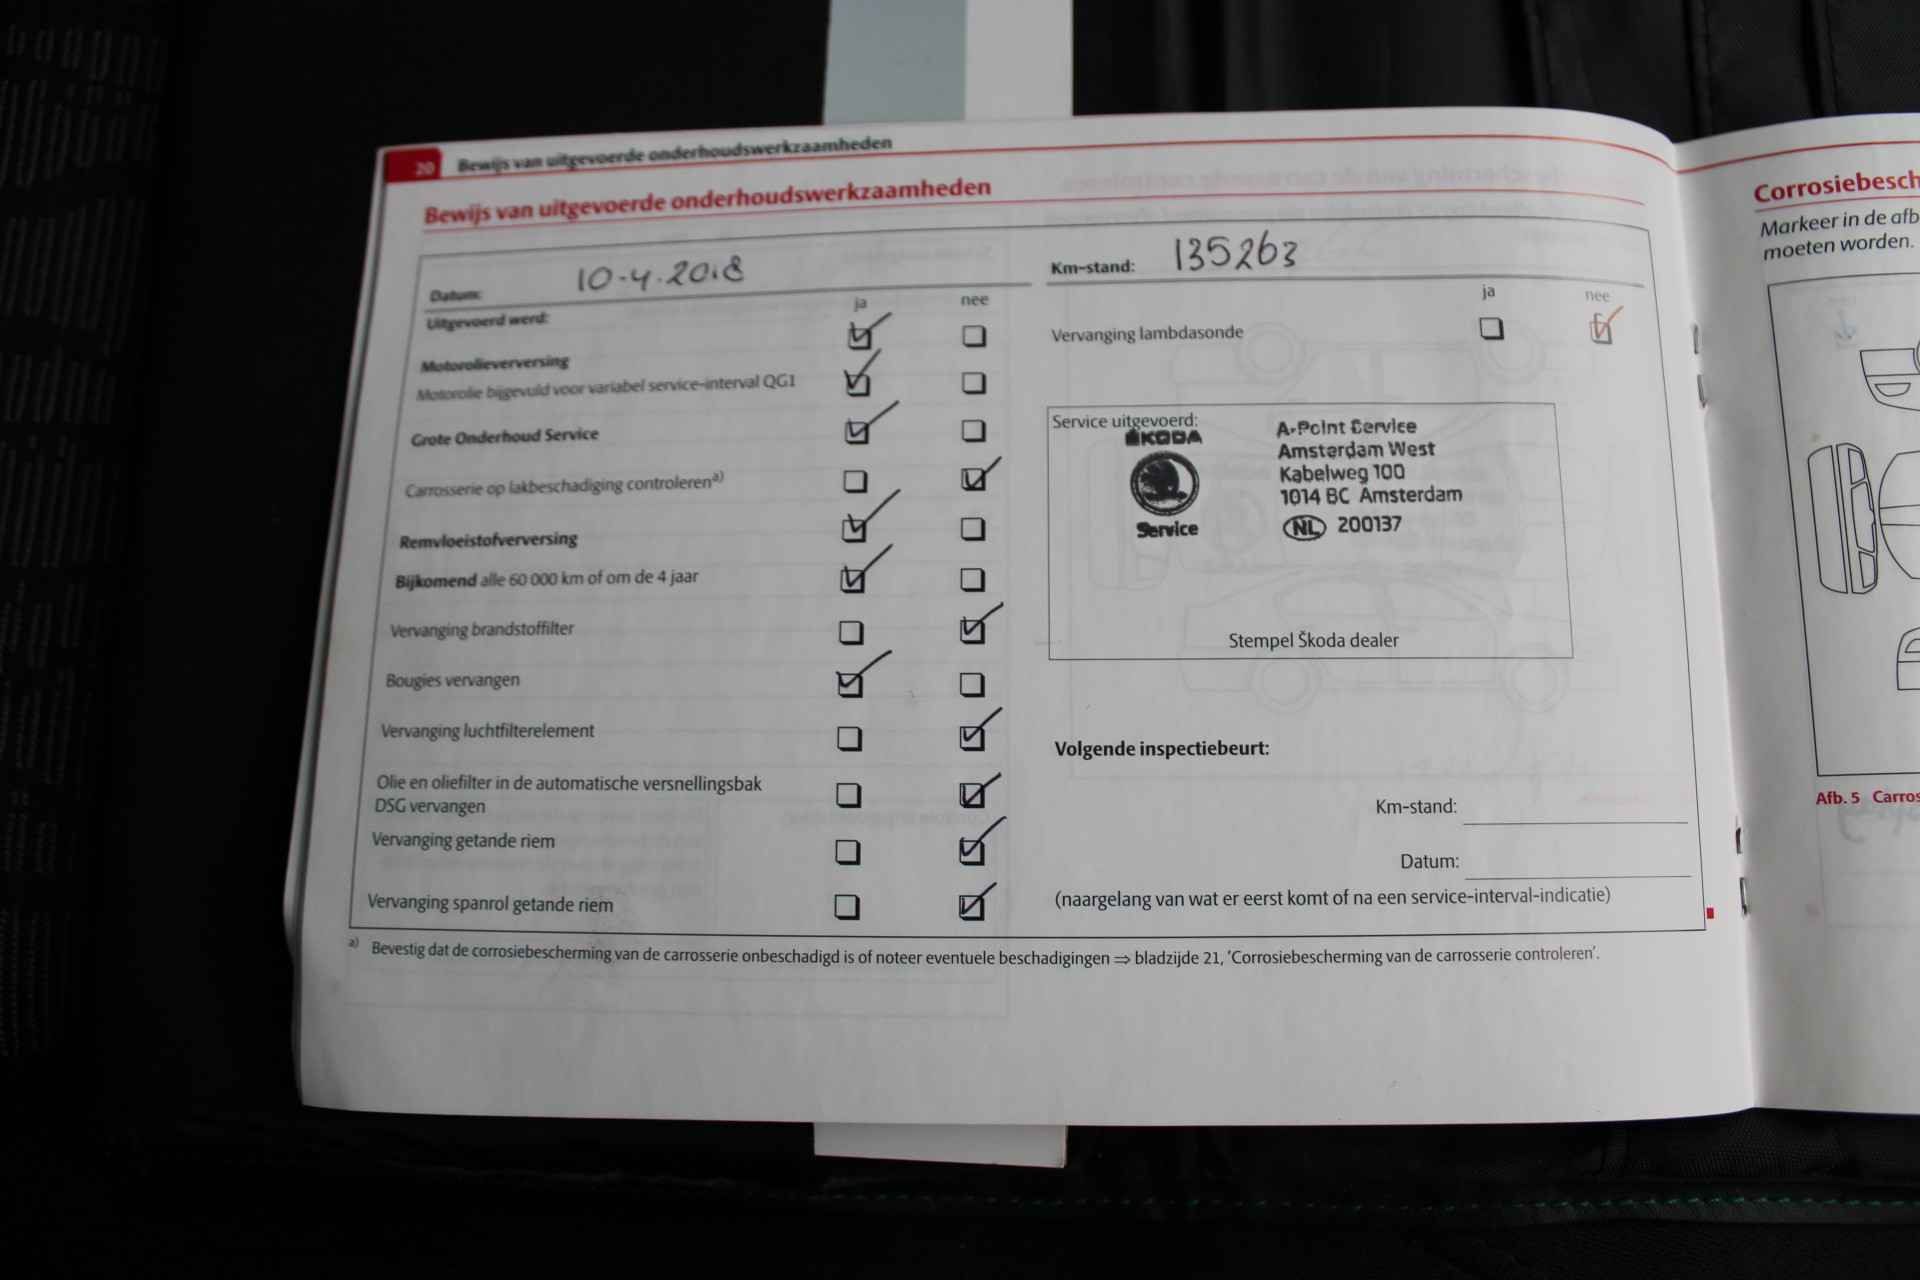 20 Bewijs van uitgevoerde onderhoudswerkzaamheden
Bewijs van uitgevoerde onderhoudswerkzaamheden
Datum: 10-4-2018
Uitgevoerd werd: ja nee
Motorolieverversing
Motorolie bijgevuld voor variabel service-interval QG1
Grote Onderhoud Service
Carrosserie op lakbeschadiging controleren a)
Remvloeistofverversing
Bijkomend alle 60 000 km of om de 4 jaar
Vervanging brandstoffilter
Bougies vervangen
Vervanging luchtfilterelement
Olie en oliefilter in de automatische versnellingsbak
DSG vervangen
Vervanging getande riem
Vervanging spanrol getande riem
Km-stand: 135263
ja nee
Vervanging lambdasonde
Service uitgevoerd:
ŠKODA
Service
A-Point Service
Amsterdam West
Kabelweg 100
1014 BC Amsterdam
NL 200137
Stempel Škoda dealer
Volgende inspectiebeurt:
Km-stand:
Datum:
(naargelang van wat er eerst komt of na een service-interval-indicatie)
a) Bevestig dat de corrosiebescherming van de carrosserie onbeschadigd is of noteer eventuele beschadigingen ⇒ bladzijde 21, 'Corrosiebescherming van de carrosserie controleren'.
Corrosiebesch
Markeer in de afb
moeten worden.
Afb. 5 Carros